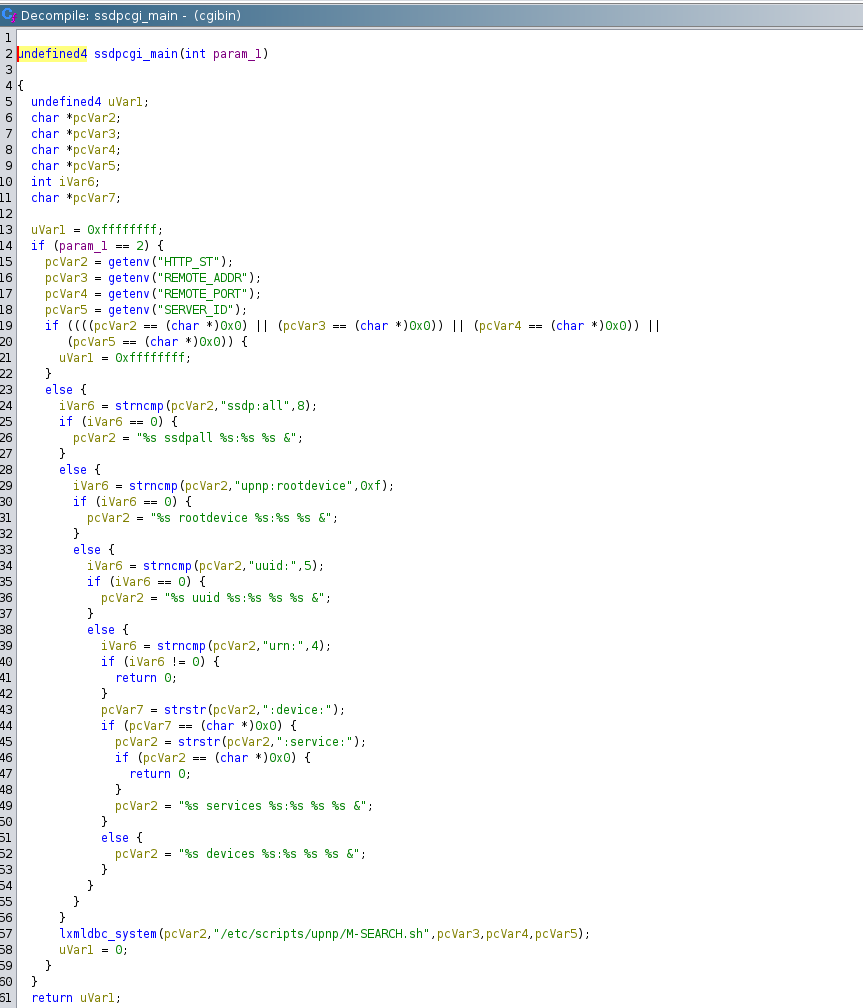 Decompile: ssdpcgi_main - (cgibin)
1
2 undefined4 ssdpcgi_main(int param_1)
3
4 {
5 undefined4 uVar1;
6 char *pcVar2;
7 char *pcVar3;
8 char *pcVar4;
9 char *pcVar5;
10 int iVar6;
11 char *pcVar7;
12
13 uVar1 = 0xffffffff;
14 if (param_1 == 2) {
15 pcVar2 = getenv("HTTP_ST");
16 pcVar3 = getenv("REMOTE_ADDR");
17 pcVar4 = getenv("REMOTE_PORT");
18 pcVar5 = getenv("SERVER_ID");
19 if ((((pcVar2 == (char *)0x0) || (pcVar3 == (char *)0x0)) || (pcVar4 == (char *)0x0)) ||
20 (pcVar5 == (char *)0x0)) {
21 uVar1 = 0xffffffff;
22 }
23 else {
24 iVar6 = strncmp(pcVar2,"ssdp:all",8);
25 if (iVar6 == 0) {
26 pcVar2 = "%s ssdpall %s:%s %s &";
27 }
28 else {
29 iVar6 = strncmp(pcVar2,"upnp:rootdevice",0xf);
30 if (iVar6 == 0) {
31 pcVar2 = "%s rootdevice %s:%s %s &";
32 }
33 else {
34 iVar6 = strncmp(pcVar2,"uuid:",5);
35 if (iVar6 == 0) {
36 pcVar2 = "%s uuid %s:%s %s %s &";
37 }
38 else {
39 iVar6 = strncmp(pcVar2,"urn:",4);
40 if (iVar6 != 0) {
41 return 0;
42 }
43 pcVar7 = strstr(pcVar2,":device:");
44 if (pcVar7 == (char *)0x0) {
45 pcVar2 = strstr(pcVar2,":service:");
46 if (pcVar2 == (char *)0x0) {
47 return 0;
48 }
49 pcVar2 = "%s services %s:%s %s %s &";
50 }
51 else {
52 pcVar2 = "%s devices %s:%s %s %s &";
53 }
54 }
55 }
56 }
57 lxmldbc_system(pcVar2,"/etc/scripts/upnp/M-SEARCH.sh",pcVar3,pcVar4,pcVar5);
58 uVar1 = 0;
59 }
60 }
61 return uVar1;